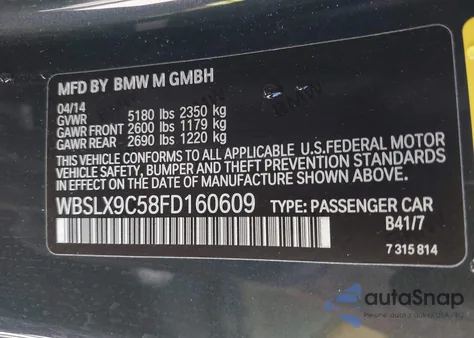 MFD BY BMW M GMBH
04/14
GVWR 5180 lbs 2350 kg
GAWR FRONT 2600 lbs 1179 kg
GAWR REAR 2690 lbs 1220 kg
THIS VEHICLE CONFORMS TO ALL APPLICABLE U.S.FEDERAL MOTOR
VEHICLE SAFETY, BUMPER, AND THEFT PREVENTION STANDARDS IN
EFFECT ON THE DATE OF MANUFACTURE SHOWN ABOVE.
WBSLX9C58FD160609 TYPE: PASSENGER CAR
B41/7
7 315 814
autoSnap